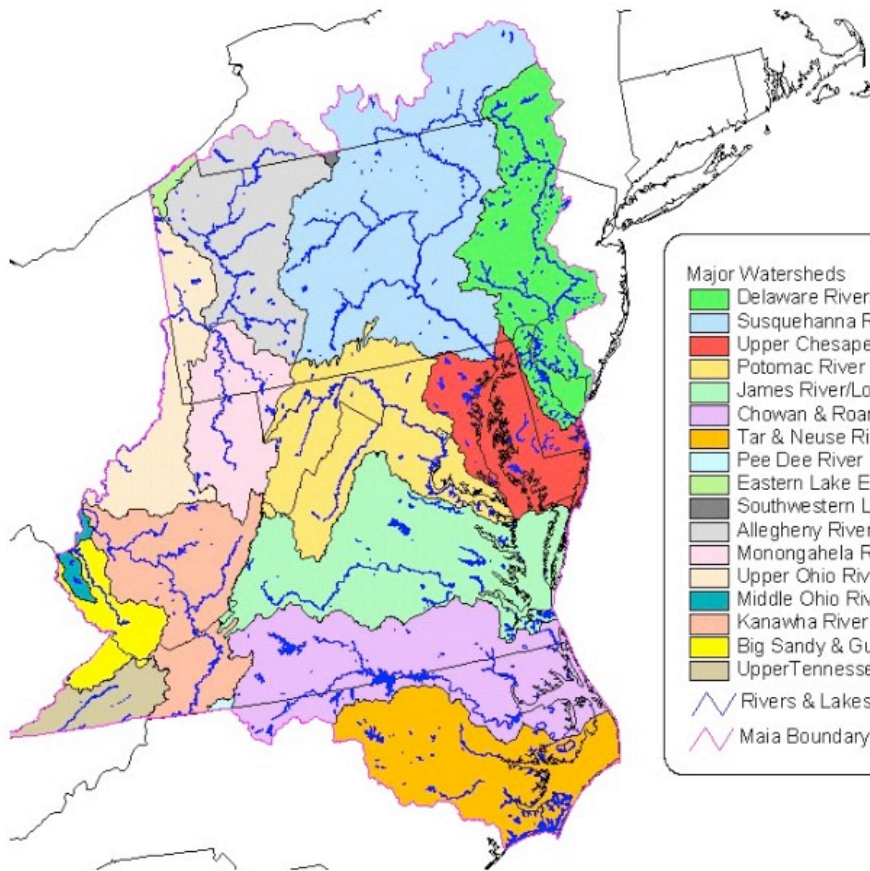 Major Watersheds
Delaware River
Susquehanna R
Upper Chesape
Potomac River
James River/Lo
Chowan & Roar
Tar & Neuse Ri
Pee Dee River
Eastern Lake E
Southwestern L
Allegheny River
Monongahela R
Upper Ohio Rive
Middle Ohio Rive
Kanawha River
Big Sandy & Gu
UpperTennesse
Rivers & Lakes
Maia Boundary